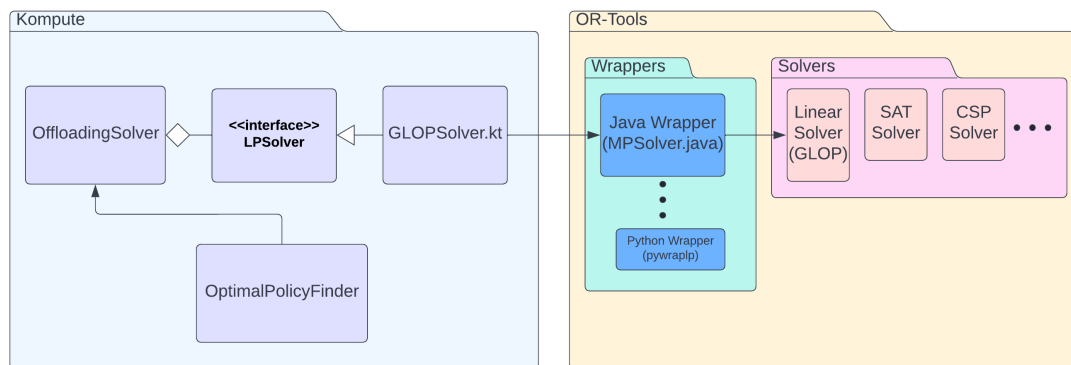 Kompute
OffloadingSolver
<<interface>>
LPSolver
GLOPSolver.kt
OptimalPolicyFinder
OR-Tools
Wrappers
Java Wrapper
(MPSolver.java)
Python Wrapper
(pywraplp)
Solvers
Linear
Solver
(GLOP)
SAT
Solver
CSP
Solver